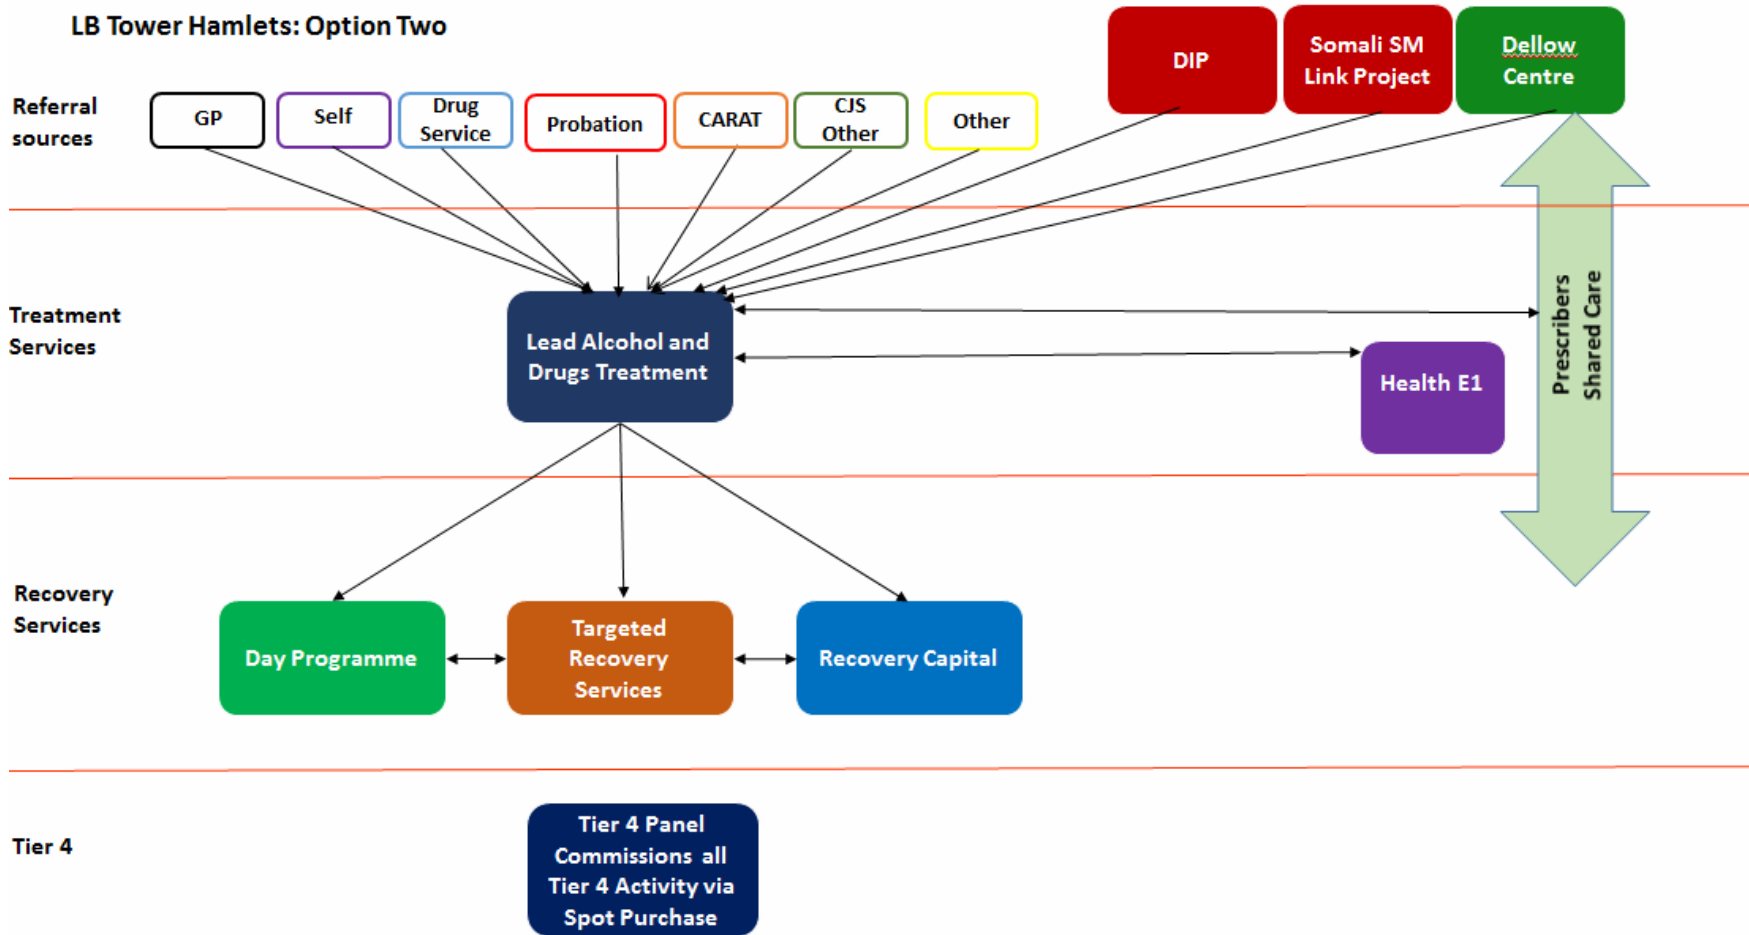 LB Tower Hamlets: Option Two
DIP
Somali SM
Link Project
Dellow
Centre
Referral
sources
GP
Self
Drug
Service
Probation
CARAT
CJS
Other
Other
Treatment
Services
Lead Alcohol and
Drugs Treatment
Health E1
Prescribers
Shared Care
Recovery
Services
Day Programme
Targeted
Recovery
Services
Recovery Capital
Tier 4
Tier 4 Panel
Commissions all
Tier 4 Activity via
Spot Purchase